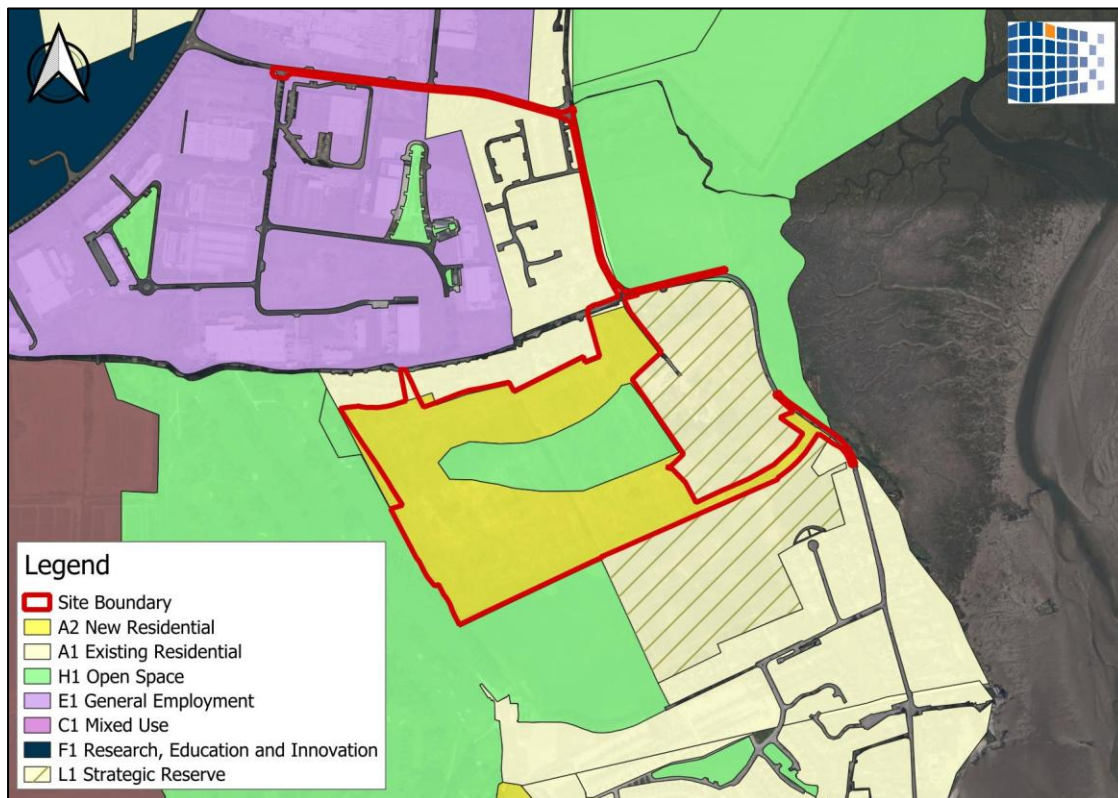 Legend
Site Boundary
A2 New Residential
A1 Existing Residential
H1 Open Space
E1 General Employment
C1 Mixed Use
F1 Research, Education and Innovation
L1 Strategic Reserve